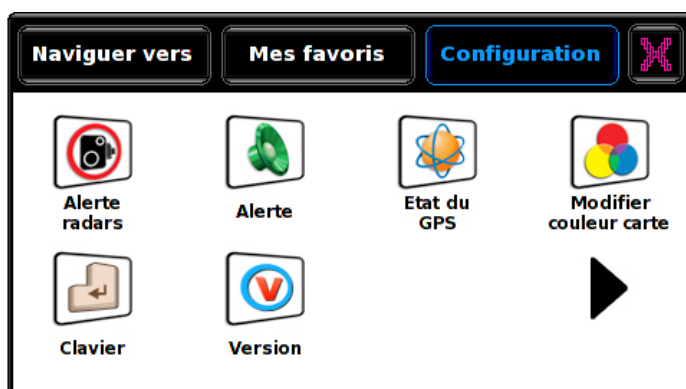 Naviguer vers
Mes favoris
Configuration
Alerte
radars
Alerte
Etat du
GPS
Modifier
couleur carte
Clavier
V
Version